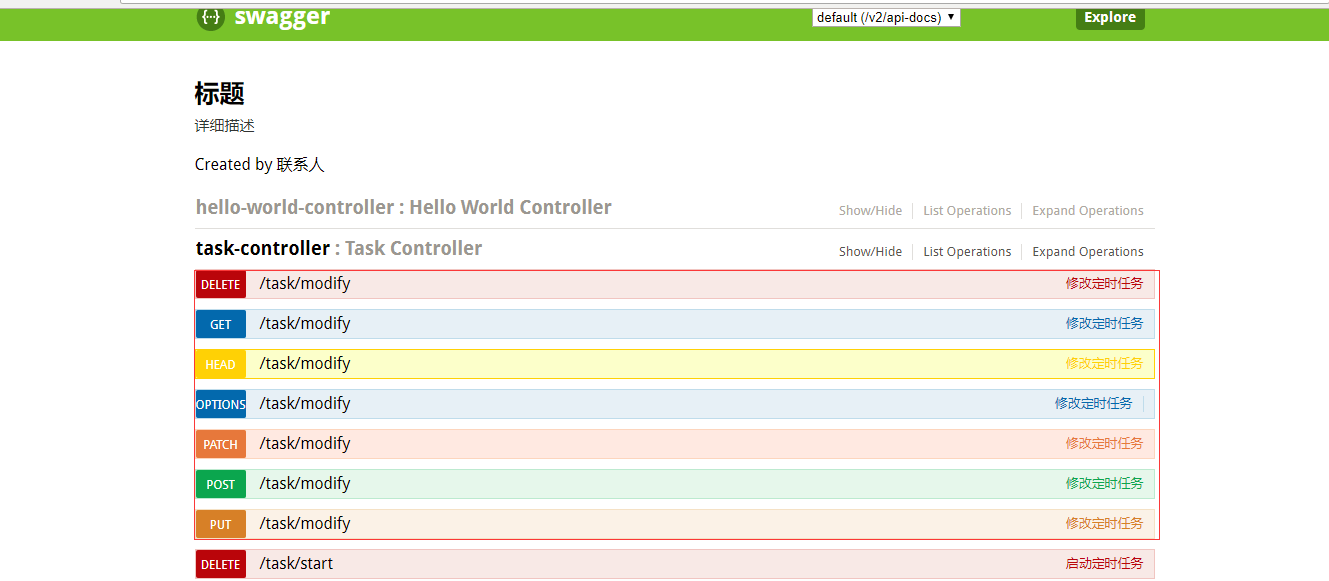 {··} swagger default (/v2/api-docs) ▼ Explore
标题
详细描述
Created by 联系人
hello-world-controller : Hello World Controller Show/Hide List Operations Expand Operations
task-controller : Task Controller Show/Hide List Operations Expand Operations
DELETE /task/modify 修改定时任务
GET /task/modify 修改定时任务
HEAD /task/modify 修改定时任务
OPTIONS /task/modify 修改定时任务
PATCH /task/modify 修改定时任务
POST /task/modify 修改定时任务
PUT /task/modify 修改定时任务
DELETE /task/start 启动定时任务